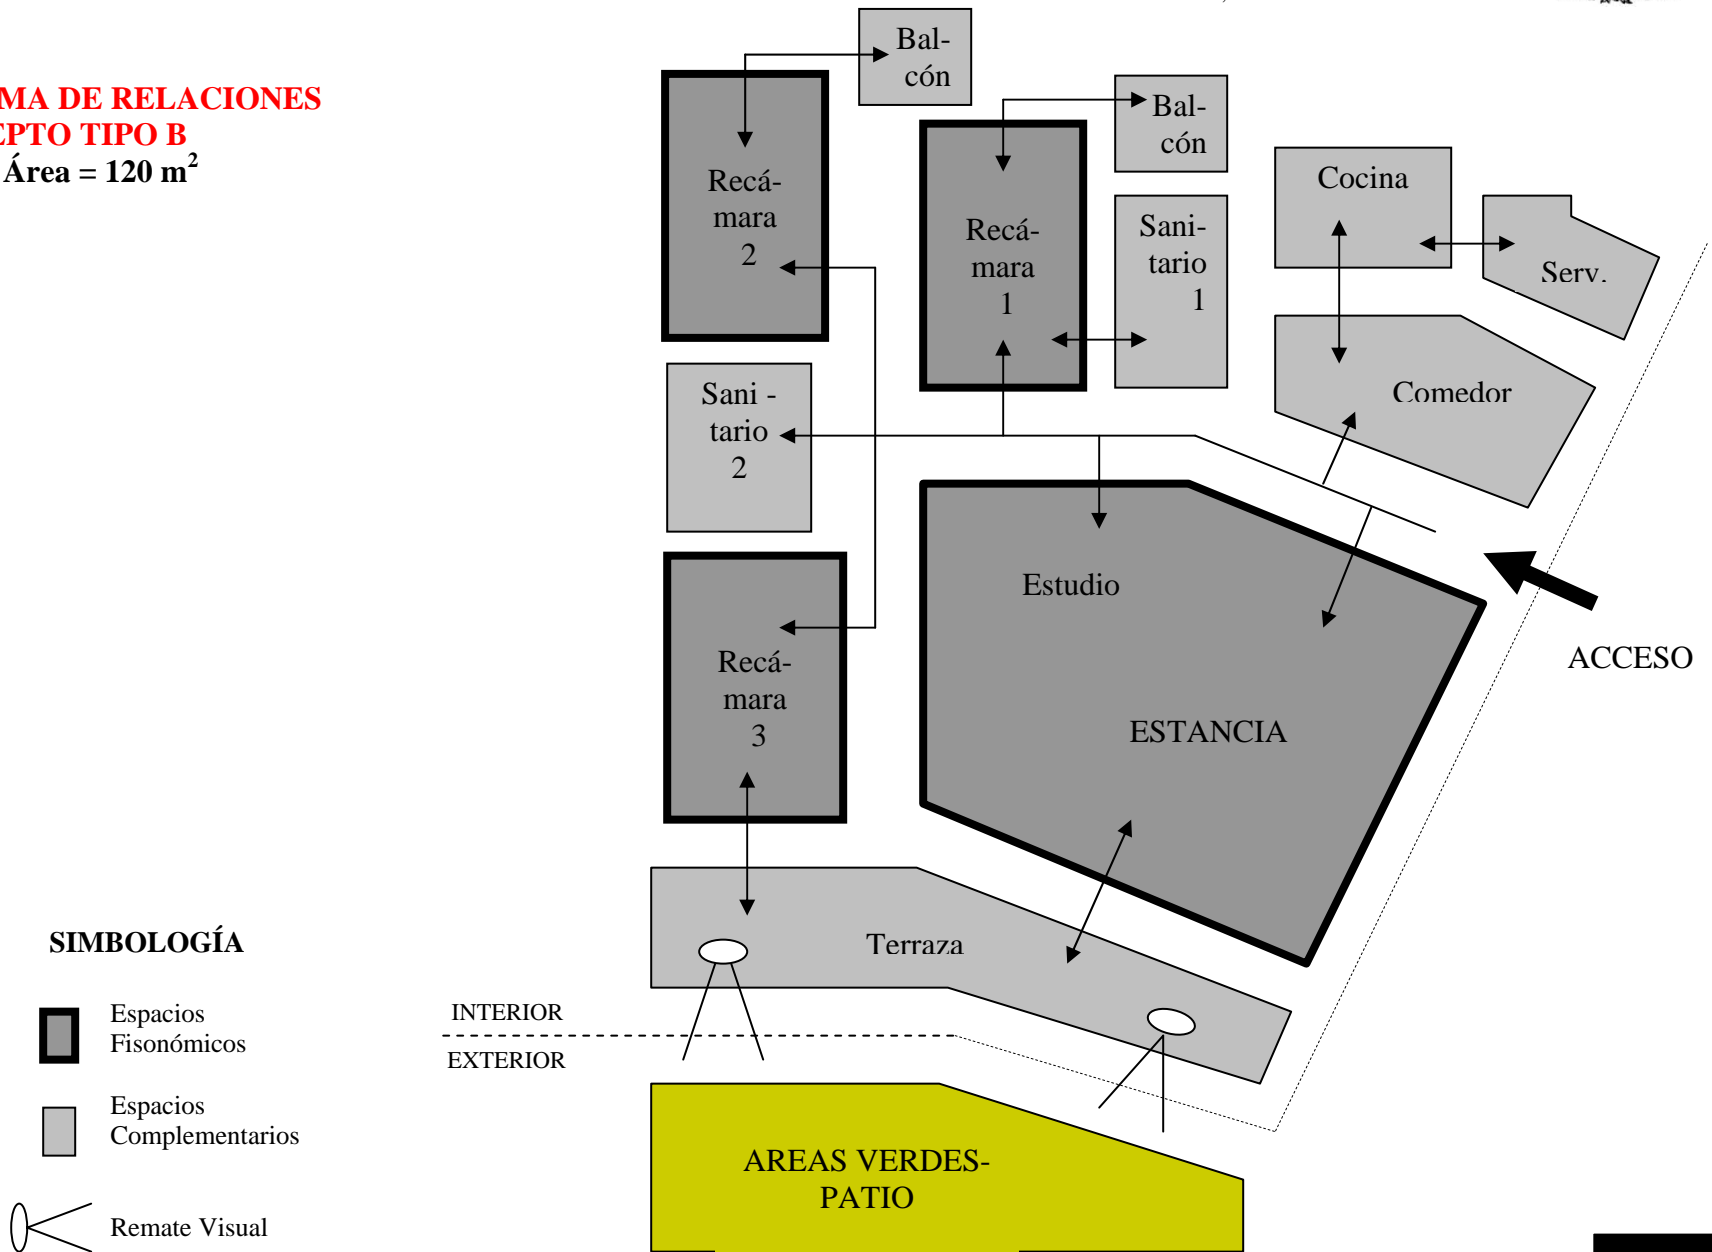 MA DE RELACIONES
EPTO TIPO B
Área = 120 m²
Bal-
cón
Bal-
cón
Recá-
mara
2
Recá-
mara
1
Sani-
tario
1
Cocina
Serv.
Comedor
Sani -
tario
2
Estudio
ESTANCIA
ACCESO
Recá-
mara
3
Terraza
INTERIOR
EXTERIOR
AREAS VERDES-
PATIO
SIMBOLOGÍA
Espacios
Fisonómicos
Espacios
Complementarios
Remate Visual